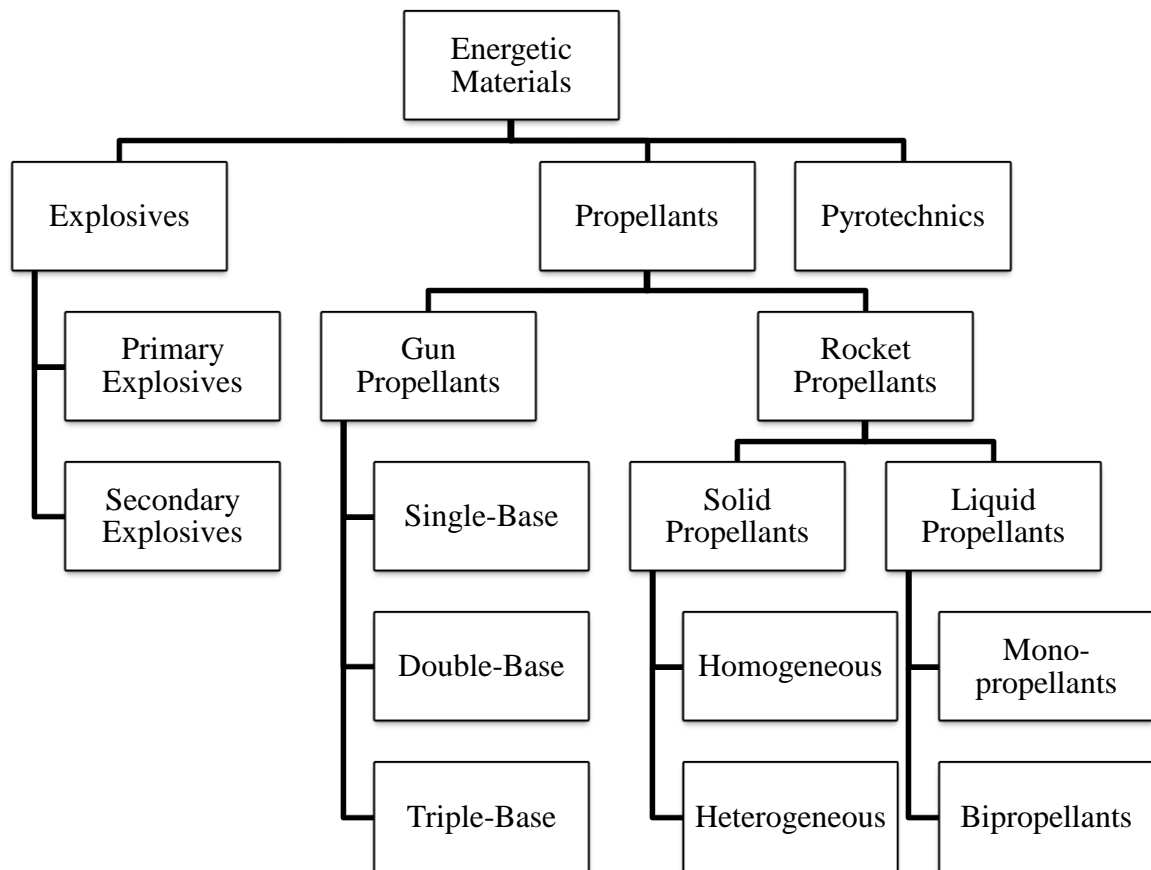 Energetic
Materials
Explosives
Propellants
Pyrotechnics
Primary
Explosives
Gun
Propellants
Rocket
Propellants
Secondary
Explosives
Single-Base
Solid
Propellants
Liquid
Propellants
Double-Base
Homogeneous
Mono-
propellants
Triple-Base
Heterogeneous
Bipropellants